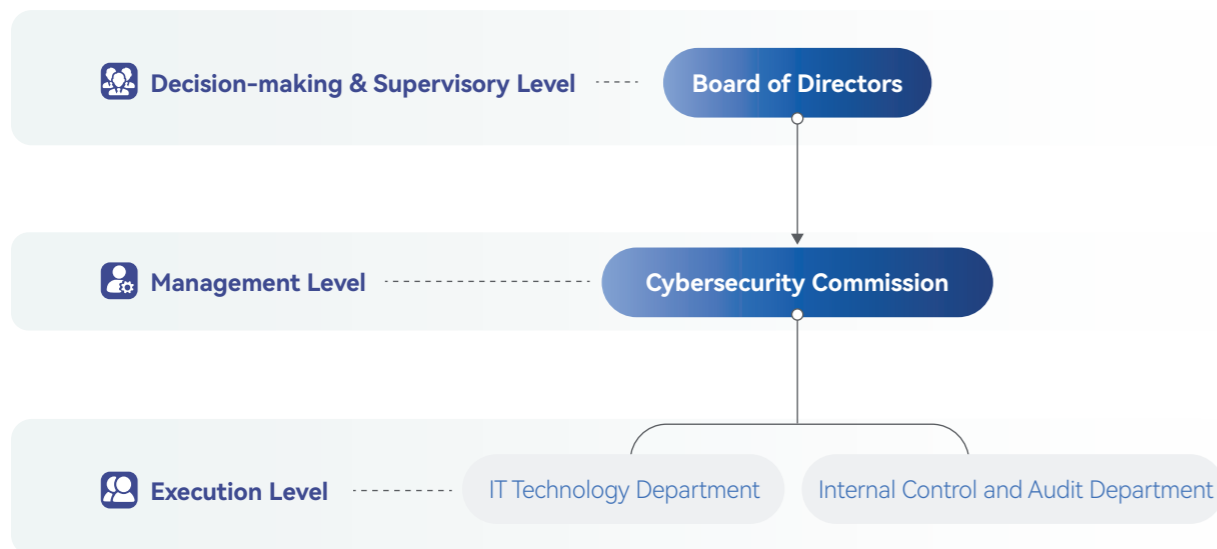 Decision-making & Supervisory Level
Board of Directors
Management Level
Cybersecurity Commission
Execution Level
IT Technology Department
Internal Control and Audit Department